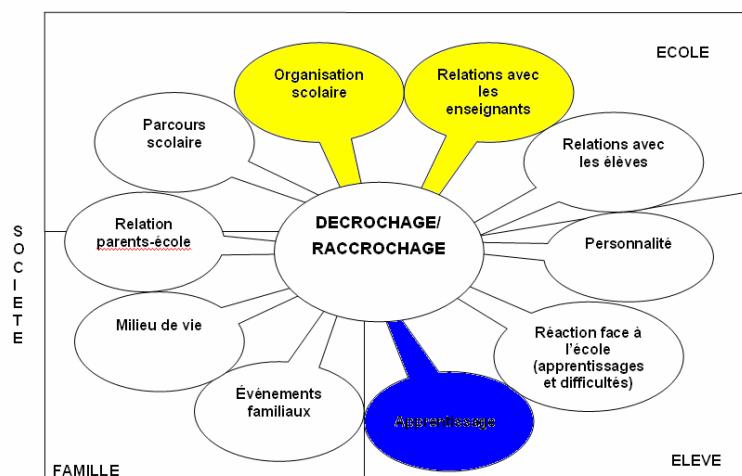 ECOLE
Organisation
scolaire
Relations avec
les
enseignants
Parcours
scolaire
Relations avec
les élèves
DECROCHAGE/
RACCROCHAGE
Relation
parents-école
Personnalité
S
O
C
I
E
T
E
Milieu de vie
Réaction face à
l'école
(apprentissages
et difficultés)
Événements
familiaux
Apprentissage
FAMILLE
ELEVE